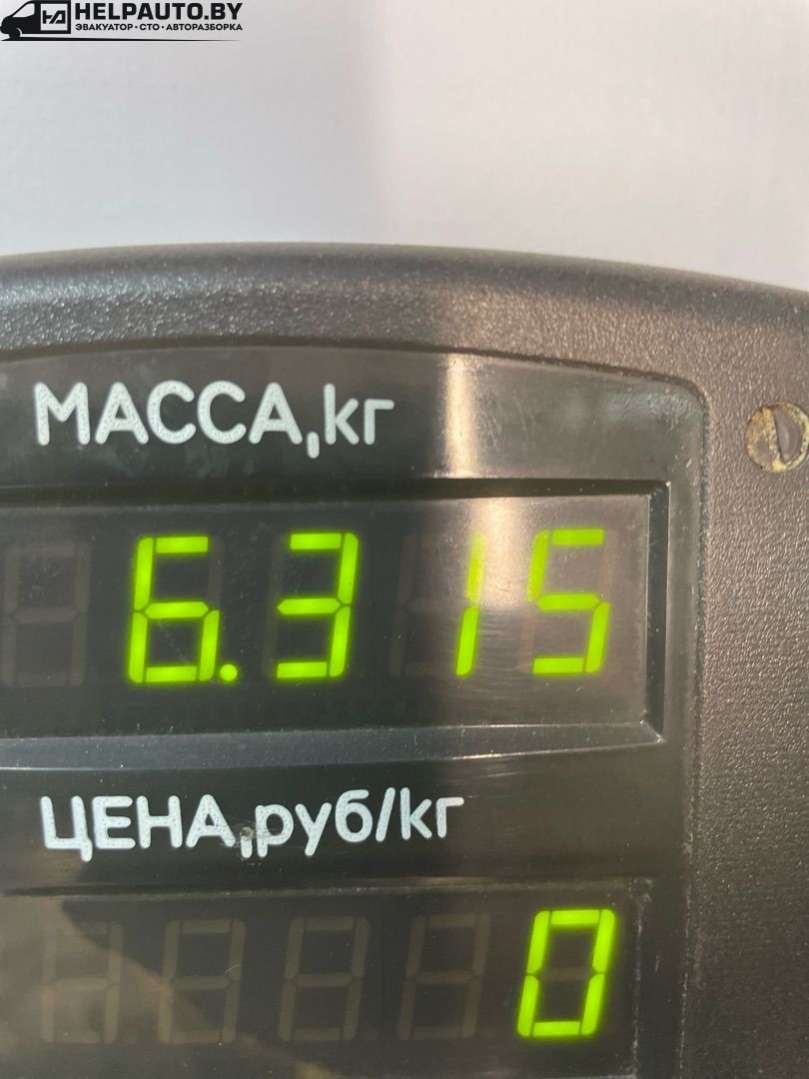 HELPAUTO.BY
ЭВАКУАТОР • СТО • АВТОРАЗБОРКА
МАССА,кг
6.315
ЦЕНА,руб/кг
0